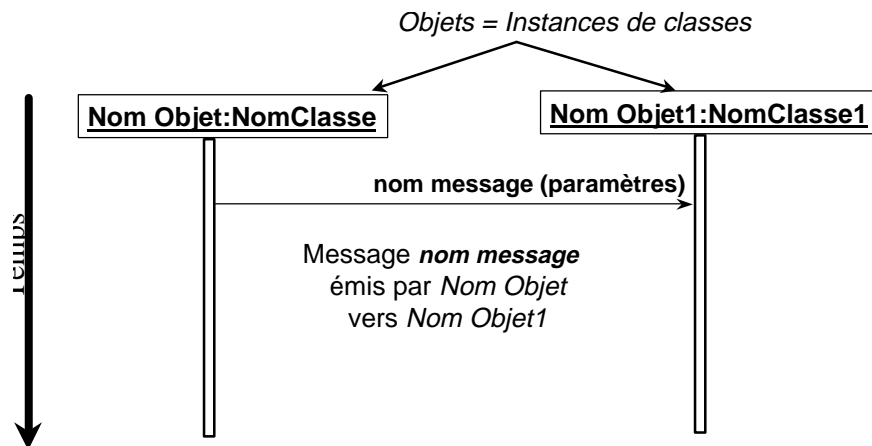 Objets = Instances de classes
Nom Objet:NomClasse
Nom Objet1:NomClasse1
nom message (paramètres)
Message nom message
émis par Nom Objet
vers Nom Objet1
Temps